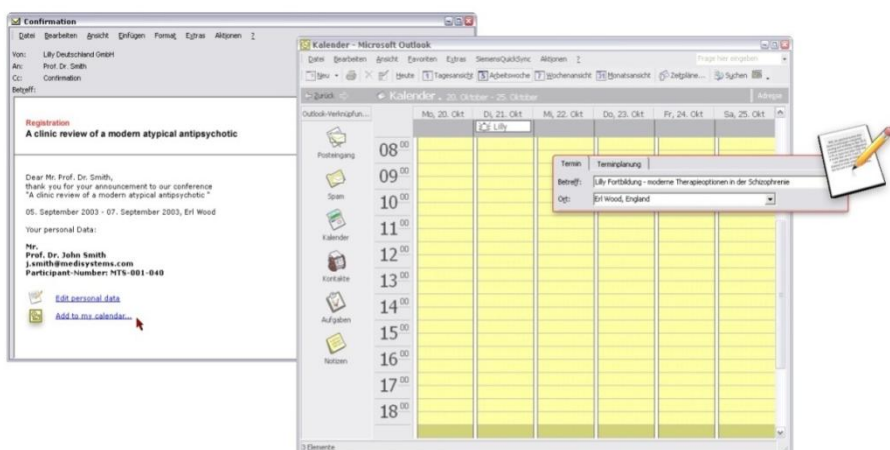 Confirmation
Datei Bearbeiten Ansicht Einfügen Format Extras Aktionen ?
Von: Lilly Deutschland GmbH
An: Prof. Dr. Smith
Cc: Confirmation
Betreff:
Registration
A clinic review of a modern atypical antipsychotic
Dear Mr. Prof. Dr. Smith,
thank you for your announcement to our conference
"A clinic review of a modern atypical antipsychotic "
05. September 2003 - 07. September 2003, Erl Wood
Your personal Data:
Mr.
Prof. Dr. John Smith
j.smith@medisystems.com
Participant-Number: MTS-001-040
Edit personal data
Add to my calendar...
Kalender - Microsoft Outlook
Datei Bearbeiten Ansicht Favoriten Extras SiemensQuickSync Aktionen ? Frage hier eingeben
Neu Heute 1 Tagesansicht 5 Arbeitswoche 7 Wochenansicht 31 Monatsansicht Zeitpläne... Suchen
Zurück Kalender . 20. Oktober - 25. Oktober Adresse
Outlook-Verknüpfun... Mo, 20. Okt Di, 21. Okt Mi, 22. Okt Do, 23. Okt Fr, 24. Okt Sa, 25. Okt
Lilly
Posteingang
Spam
Kalender
Kontakte
Aufgaben
Notizen
08 00
09 00
10 00
11 00
12 00
13 00
14 00
15 00
16 00
17 00
18 00
Termin Terminplanung
Betreff: Lilly Fortbildung - moderne Therapieoptionen in der Schizophrenie
Ort: Erl Wood, England
3 Elemente